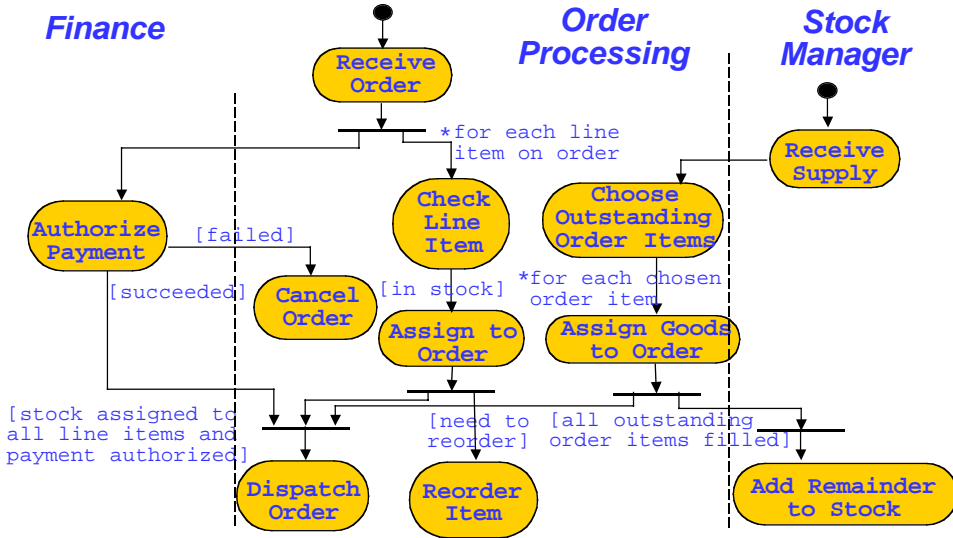 Finance
Order
Processing
Stock
Manager
Receive
Order
*for each line
item on order
Receive
Supply
Authorize
Payment
Check
Line
Item
Choose
Outstanding
Order Items
[failed]
[succeeded]
Cancel
Order
[in stock]
*for each chosen
order item
Assign to
Order
Assign Goods
to Order
[stock assigned to
all line items and
payment authorized]
[need to
reorder]
[all outstanding
order items filled]
Dispatch
Order
Reorder
Item
Add Remainder
to Stock